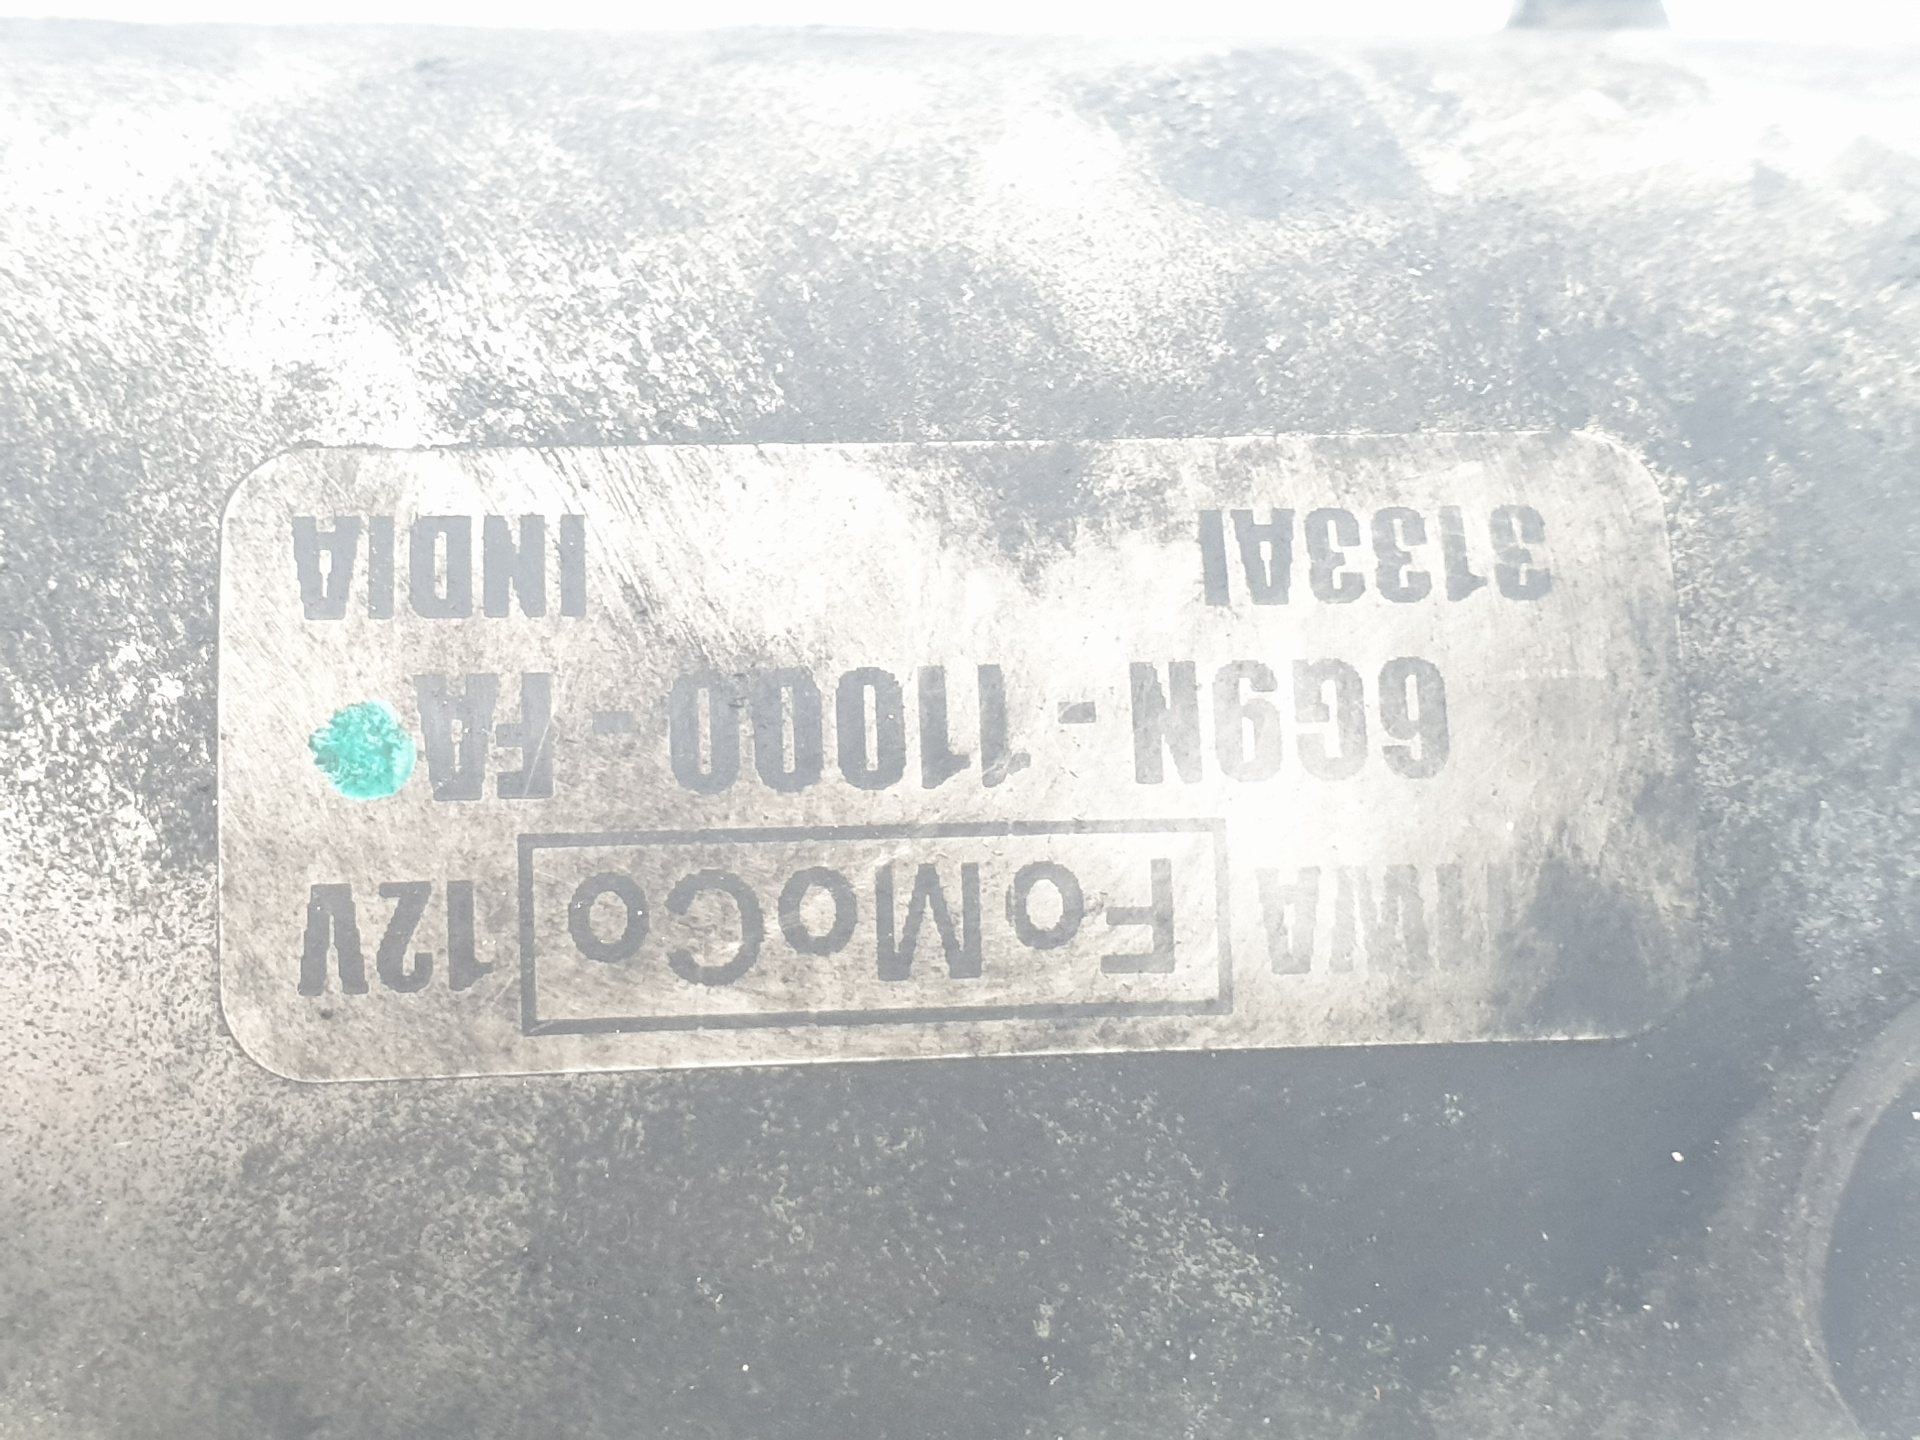 FoMoCo 12V
6G9N - 11000 - FA
3133AI INDIA